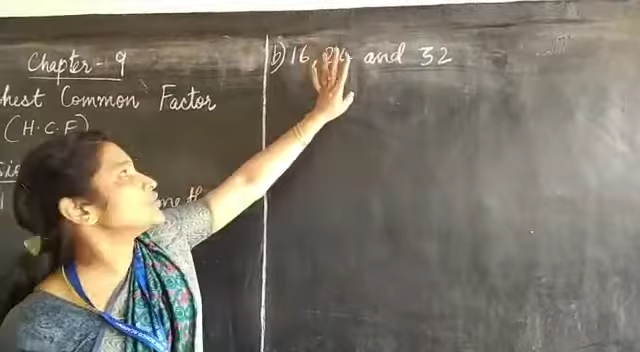 Chapter - 9
hest Common Factor
(H.C.F)
b) 16, 24 and 32